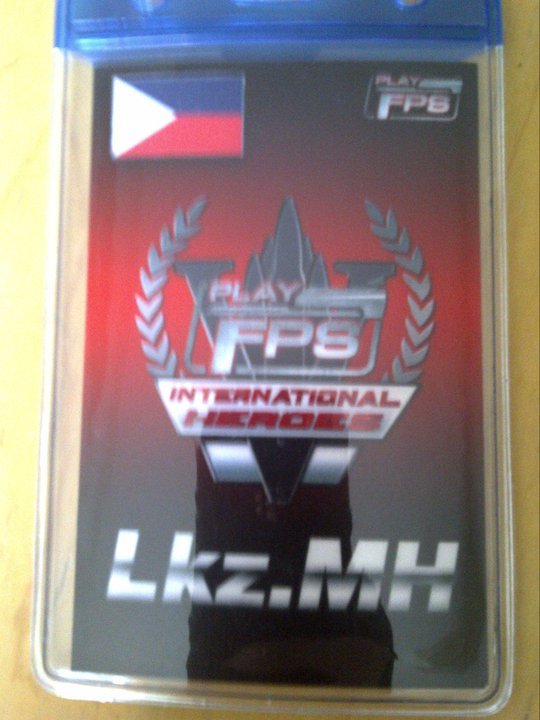 PLAY
FPS
PLAY
FPS
INTERNATIONAL
HEROES
Lkz.MH